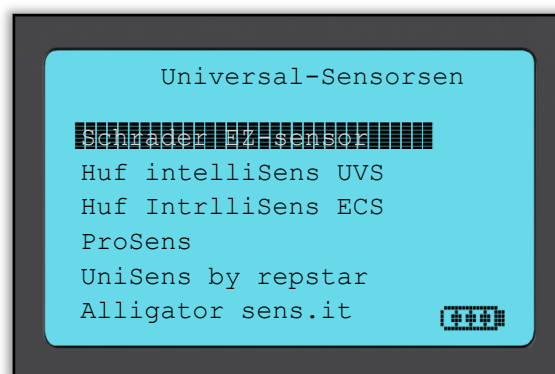 Universal-Sensorsen
Schrader EZ-sensor
Huf intelliSens UVS
Huf IntrlliSens ECS
ProSens
UniSens by repstar
Alligator sens.it